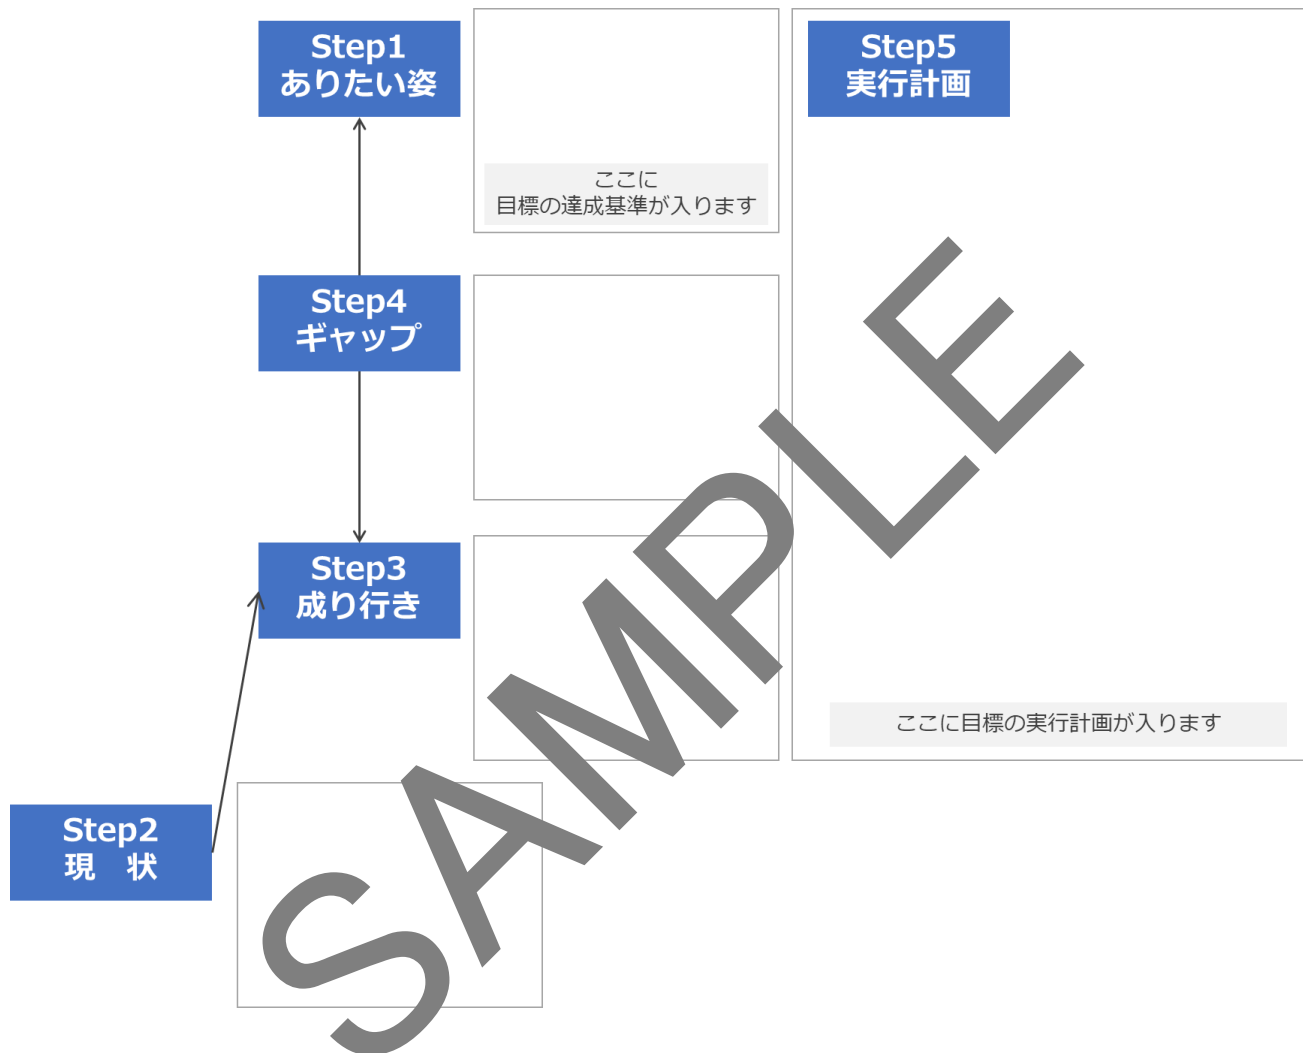 Step1
ありたい姿
ここに
目標の達成基準が入ります
Step5
実行計画
Step4
ギャップ
Step3
成り行き
ここに目標の実行計画が入ります
Step2
現　状
SAMPLE